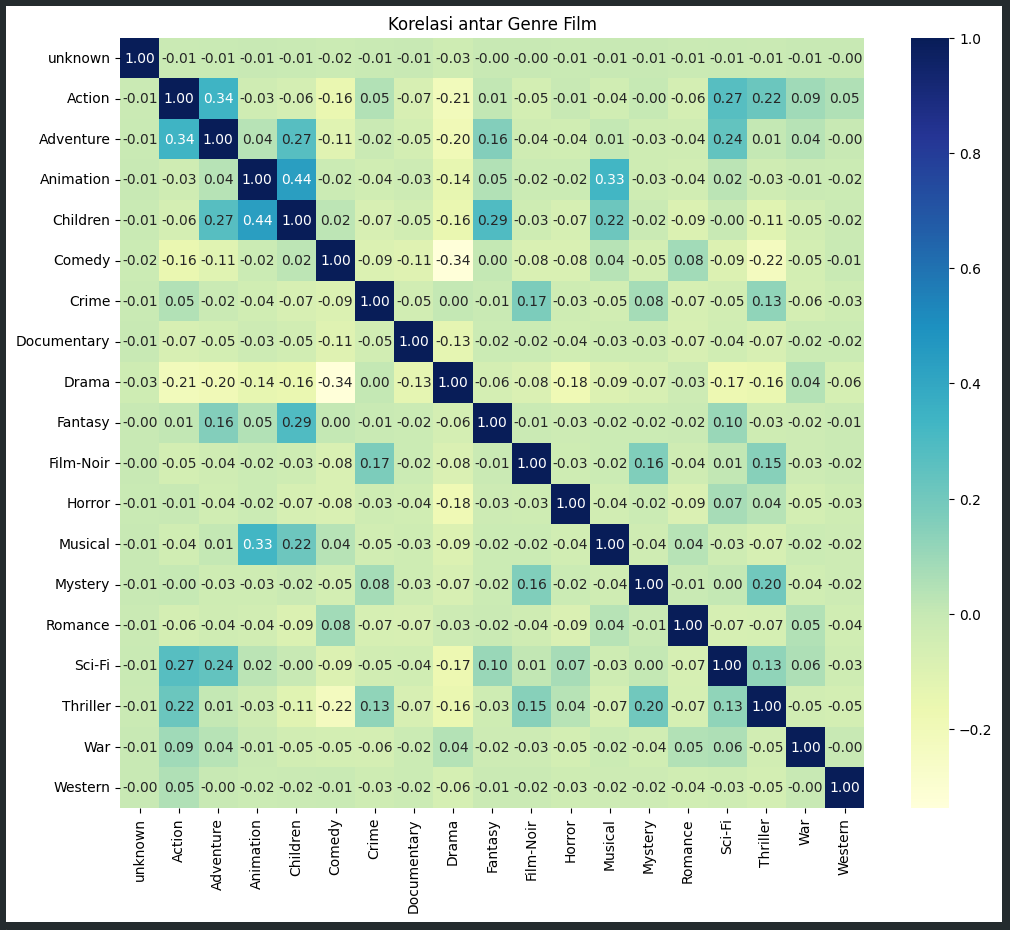 Korelasi antar Genre Film
unknown 1.00 -0.01 -0.01 -0.01 -0.01 -0.02 -0.01 -0.01 -0.03 -0.00 -0.00 -0.01 -0.01 -0.01 -0.01 -0.01 -0.01 -0.01 -0.00
Action -0.01 1.00 0.34 -0.03 -0.06 -0.16 0.05 -0.07 -0.21 0.01 -0.05 -0.01 -0.04 -0.00 -0.06 0.27 0.22 0.09 0.05
Adventure -0.01 0.34 1.00 0.04 0.27 -0.11 -0.02 -0.05 -0.20 0.16 -0.04 -0.04 0.01 -0.03 -0.04 0.24 0.01 0.04 -0.00
Animation -0.01 -0.03 0.04 1.00 0.44 -0.02 -0.04 -0.03 -0.14 0.05 -0.02 -0.02 0.33 -0.03 -0.04 0.02 -0.03 -0.01 -0.02
Children -0.01 -0.06 0.27 0.44 1.00 0.02 -0.07 -0.05 -0.16 0.29 -0.03 -0.07 0.22 -0.02 -0.09 -0.00 -0.11 -0.05 -0.02
Comedy -0.02 -0.16 -0.11 -0.02 0.02 1.00 -0.09 -0.11 -0.34 0.00 -0.08 -0.08 0.04 -0.05 0.08 -0.09 -0.22 -0.05 -0.01
Crime -0.01 0.05 -0.02 -0.04 -0.07 -0.09 1.00 -0.05 0.00 -0.01 0.17 -0.03 -0.05 0.08 -0.07 -0.05 0.13 -0.06 -0.03
Documentary -0.01 -0.07 -0.05 -0.03 -0.05 -0.11 -0.05 1.00 -0.13 -0.02 -0.02 -0.04 -0.03 -0.03 -0.07 -0.04 -0.07 -0.02 -0.02
Drama -0.03 -0.21 -0.20 -0.14 -0.16 -0.34 0.00 -0.13 1.00 -0.06 -0.08 -0.18 -0.09 -0.07 -0.03 -0.17 -0.16 0.04 -0.06
Fantasy -0.00 0.01 0.16 0.05 0.29 0.00 -0.01 -0.02 -0.06 1.00 -0.01 -0.03 -0.02 -0.02 -0.02 0.10 -0.03 -0.02 -0.01
Film-Noir -0.00 -0.05 -0.04 -0.02 -0.03 -0.08 0.17 -0.02 -0.08 -0.01 1.00 -0.03 -0.02 0.16 -0.04 0.01 0.15 -0.03 -0.02
Horror -0.01 -0.01 -0.04 -0.02 -0.07 -0.08 -0.03 -0.04 -0.18 -0.03 -0.03 1.00 -0.04 -0.02 -0.09 0.07 0.04 -0.05 -0.03
Musical -0.01 -0.04 0.01 0.33 0.22 0.04 -0.05 -0.03 -0.09 -0.02 -0.02 -0.04 1.00 -0.04 0.04 -0.03 -0.07 -0.02 -0.02
Mystery -0.01 -0.00 -0.03 -0.03 -0.02 -0.05 0.08 -0.03 -0.07 -0.02 0.16 -0.02 -0.04 1.00 -0.01 0.00 0.20 -0.04 -0.02
Romance -0.01 -0.06 -0.04 -0.04 -0.09 0.08 -0.07 -0.07 -0.03 -0.02 -0.04 -0.09 0.04 -0.01 1.00 -0.07 -0.07 0.05 -0.04
Sci-Fi -0.01 0.27 0.24 0.02 -0.00 -0.09 -0.05 -0.04 -0.17 0.10 0.01 0.07 -0.03 0.00 -0.07 1.00 0.13 0.06 -0.03
Thriller -0.01 0.22 0.01 -0.03 -0.11 -0.22 0.13 -0.07 -0.16 -0.03 0.15 0.04 -0.07 0.20 -0.07 0.13 1.00 -0.05 -0.05
War -0.01 0.09 0.04 -0.01 -0.05 -0.05 -0.06 -0.02 0.04 -0.02 -0.03 -0.05 -0.02 -0.04 0.05 0.06 -0.05 1.00 -0.00
Western -0.00 0.05 -0.00 -0.02 -0.02 -0.01 -0.03 -0.02 -0.06 -0.01 -0.02 -0.03 -0.02 -0.02 -0.04 -0.03 -0.05 -0.00 1.00
unknown Action Adventure Animation Children Comedy Crime Documentary Drama Fantasy Film-Noir Horror Musical Mystery Romance Sci-Fi Thriller War Western
1.0
0.8
0.6
0.4
0.2
0.0
−0.2